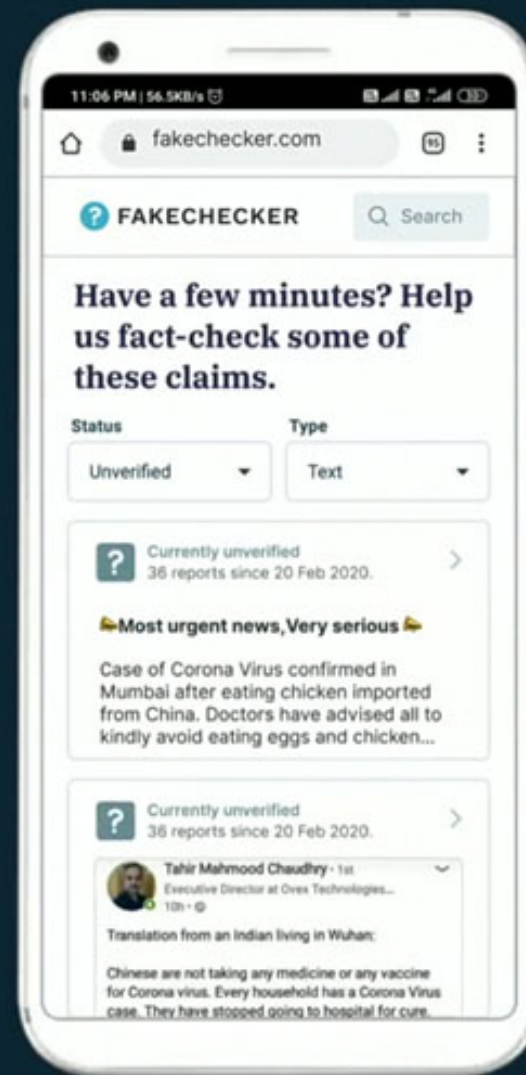 11:06 PM | 56.5KB/s
fakechecker.com
95
FAKECHECKER
Search
Have a few minutes? Help
us fact-check some of
these claims.
Status
Type
Unverified
Text
?
Currently unverified
36 reports since 20 Feb 2020.
Most urgent news,Very serious
Case of Corona Virus confirmed in
Mumbai after eating chicken imported
from China. Doctors have advised all to
kindly avoid eating eggs and chicken...
?
Currently unverified
36 reports since 20 Feb 2020.
Tahir Mahmood Chaudhry · 1st
Executive Director at Ovex Technologies...
10h ·
Translation from an Indian living in Wuhan:
Chinese are not taking any medicine or any vaccine
for Corona virus. Every household has a Corona Virus
case. They have stopped going to hospital for cure.